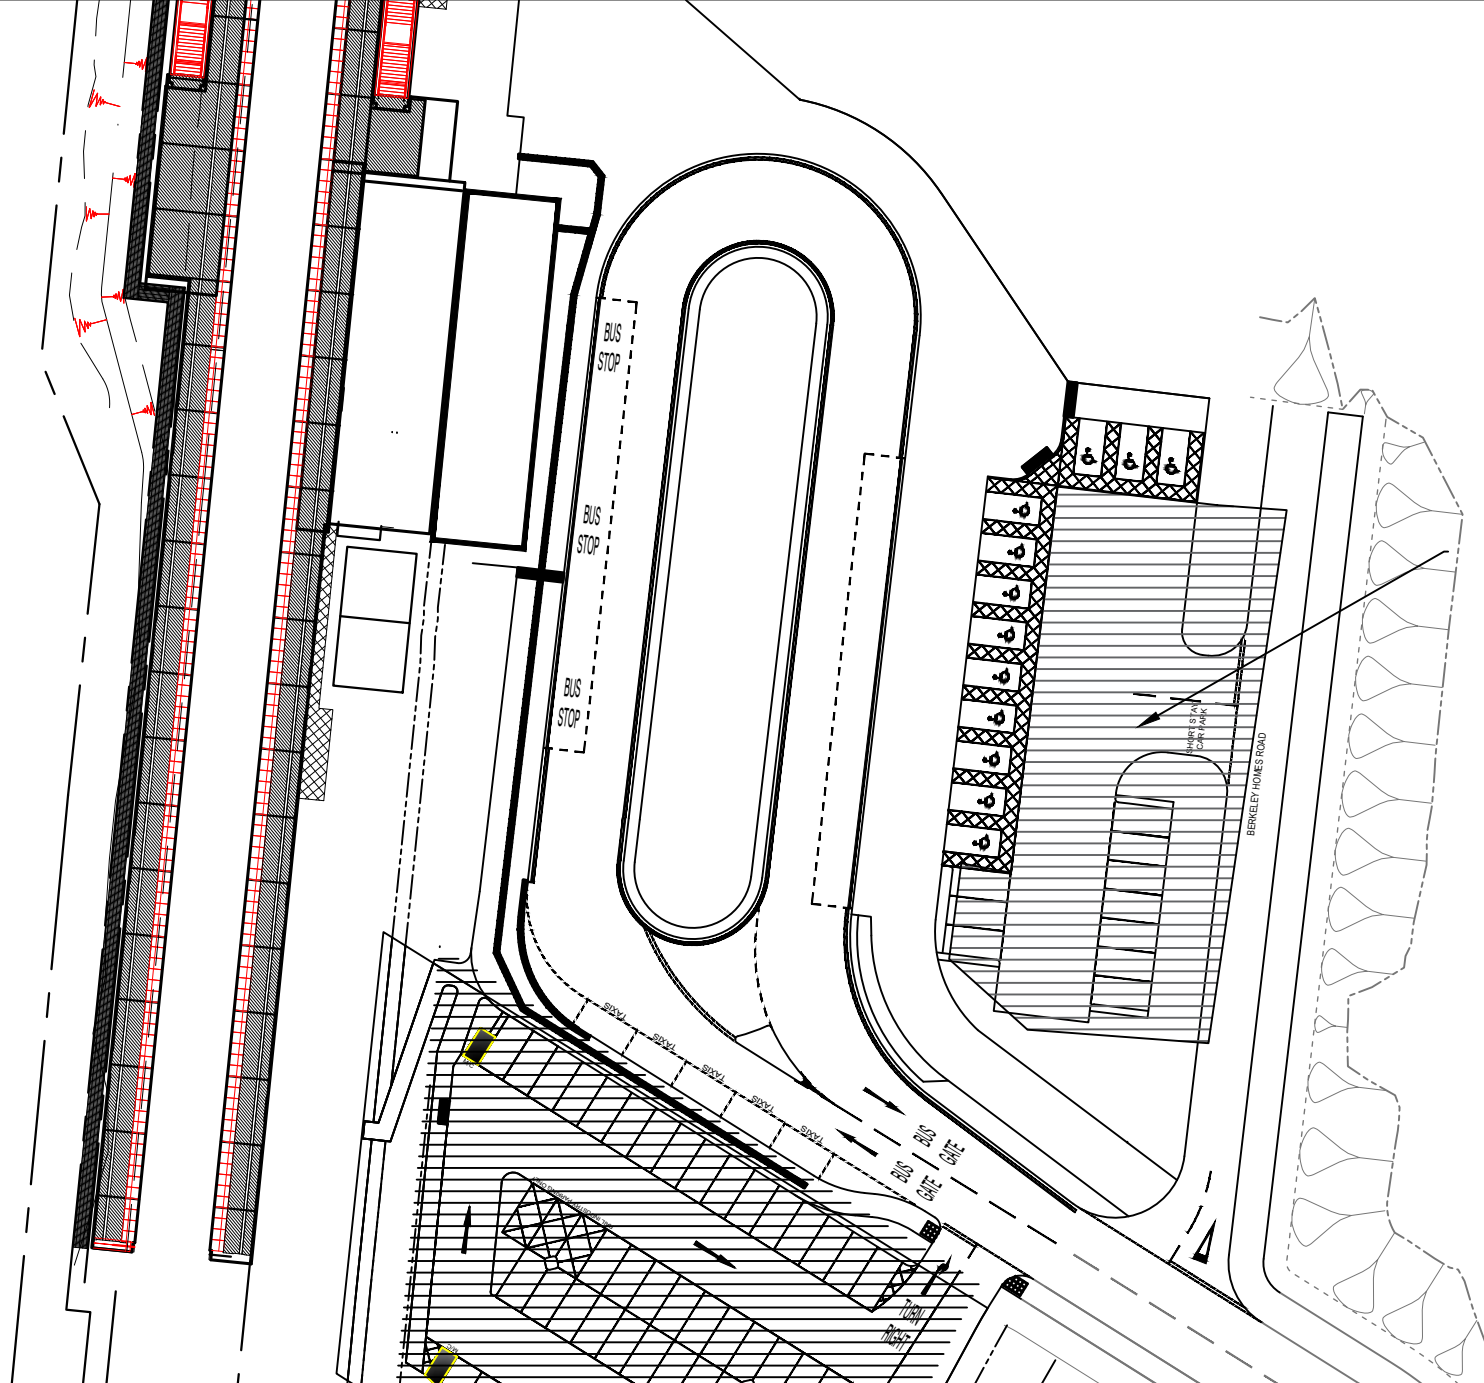 BUS
STOP
BUS
STOP
BUS
STOP
SHORT STAY
CAR PARK
BERKELEY HOMES ROAD
TAXIS
TAXIS
TAXIS
TAXIS
TAXIS
BUS
GATE
BUS
GATE
TURN
RIGHT